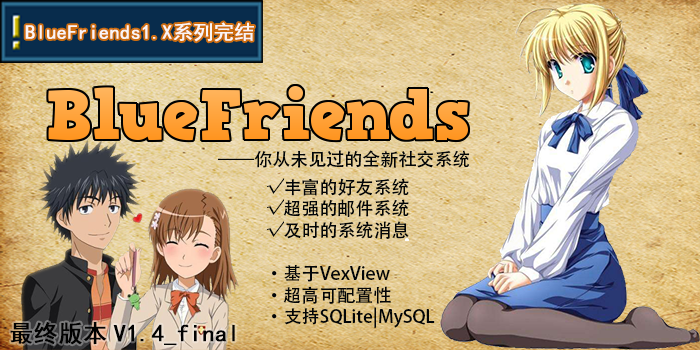 BlueFriends1.X系列完结
BlueFriends
——你从未见过的全新社交系统
✓丰富的好友系统
✓超强的邮件系统
✓及时的系统消息
·基于VexView
·超高可配置性
·支持SQLite|MySQL
最终版本 V1.4_final